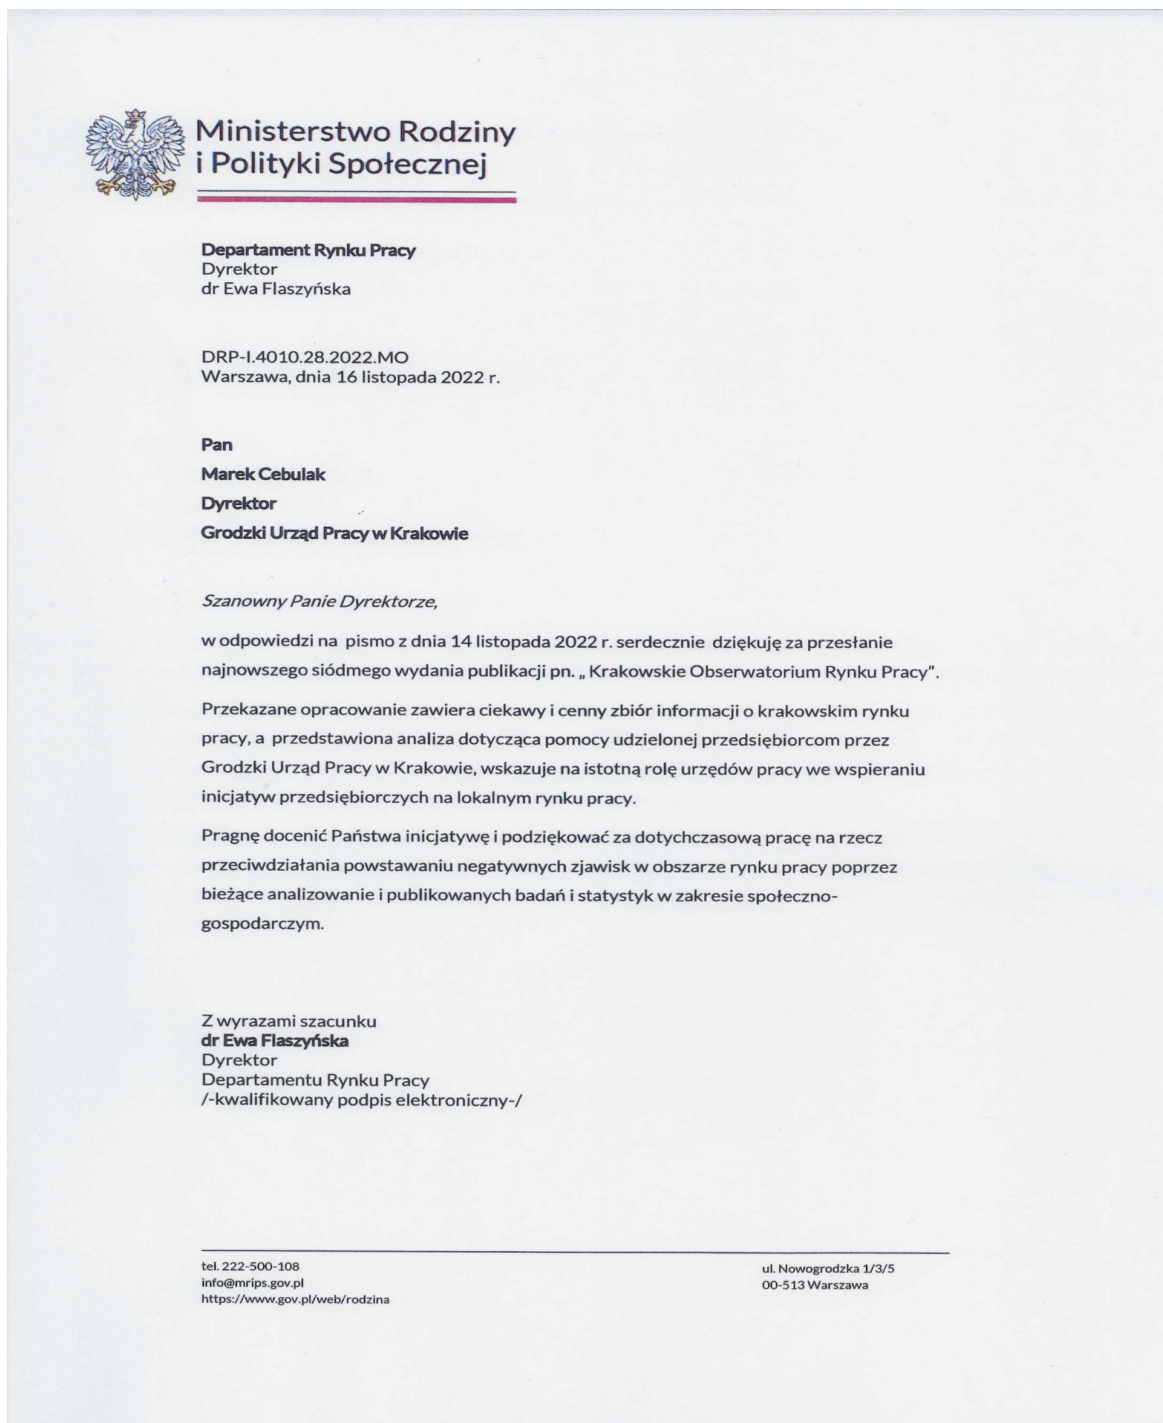 Ministerstwo Rodziny
i Polityki Społecznej
Departament Rynku Pracy
Dyrektor
dr Ewa Flaszyńska
DRP-I.4010.28.2022.MO
Warszawa, dnia 16 listopada 2022 r.
Pan
Marek Cebulak
Dyrektor
Grodzki Urząd Pracy w Krakowie
Szanowny Panie Dyrektorze,
w odpowiedzi na pismo z dnia 14 listopada 2022 r. serdecznie dziękuję za przesłanie
najnowszego siódmego wydania publikacji pn. „ Krakowskie Obserwatorium Rynku Pracy”.
Przekazane opracowanie zawiera ciekawy i cenny zbiór informacji o krakowskim rynku
pracy, a przedstawiona analiza dotycząca pomocy udzielonej przedsiębiorcom przez
Grodzki Urząd Pracy w Krakowie, wskazuje na istotną rolę urzędów pracy we wspieraniu
inicjatyw przedsiębiorczych na lokalnym rynku pracy.
Pragnę docenić Państwa inicjatywę i podziękować za dotychczasową pracę na rzecz
przeciwdziałania powstawaniu negatywnych zjawisk w obszarze rynku pracy poprzez
bieżące analizowanie i publikowanych badań i statystyk w zakresie społeczno-
gospodarczym.
Z wyrazami szacunku
dr Ewa Flaszyńska
Dyrektor
Departamentu Rynku Pracy
/-kwalifikowany podpis elektroniczny-/
tel. 222-500-108
info@mrips.gov.pl
https://www.gov.pl/web/rodzina
ul. Nowogrodzka 1/3/5
00-513 Warszawa